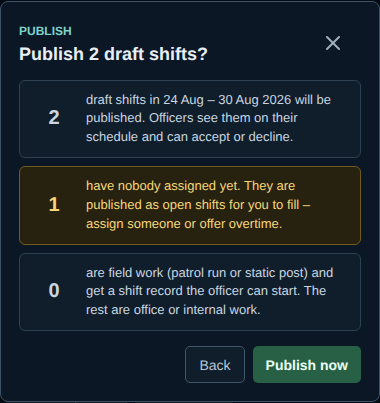 PUBLISH
Publish 2 draft shifts?
2
draft shifts in 24 Aug – 30 Aug 2026 will be
published. Officers see them on their
schedule and can accept or decline.
1
have nobody assigned yet. They are
published as open shifts for you to fill –
assign someone or offer overtime.
0
are field work (patrol run or static post) and
get a shift record the officer can start. The
rest are office or internal work.
Back
Publish now